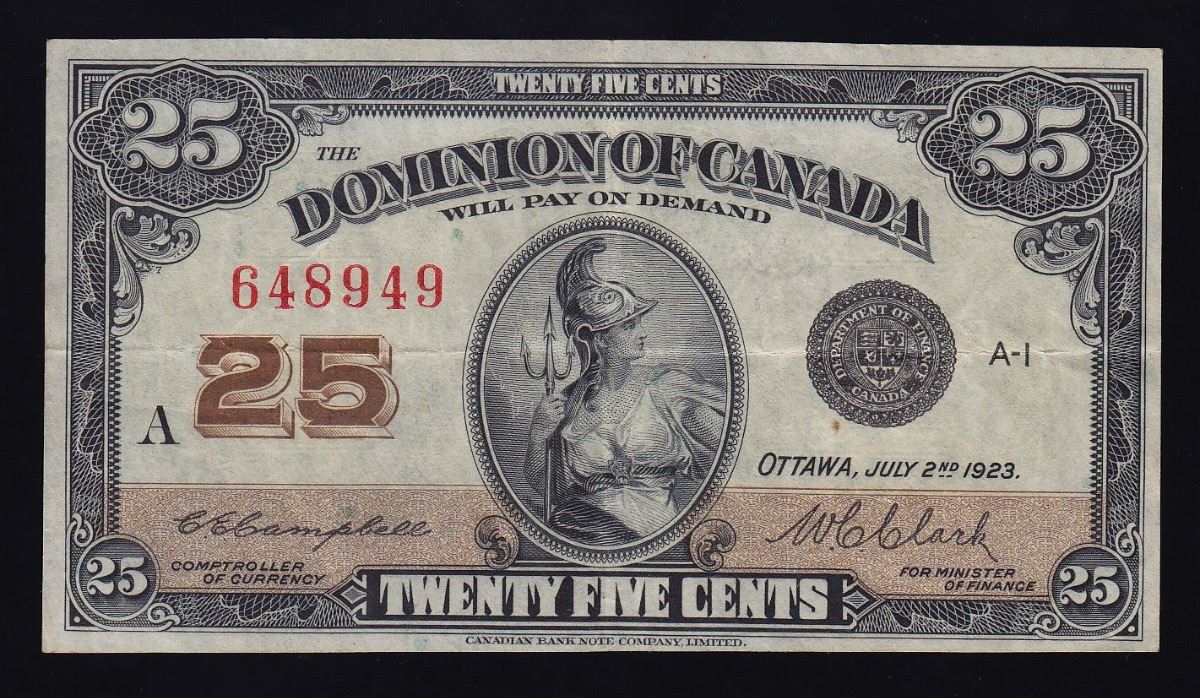 TWENTY FIVE CENTS
25 25
THE
DOMINION OF CANADA
WILL PAY ON DEMAND
648949
25
A
DEPARTMENT OF FINANCE
CANADA
A-1
OTTAWA, JULY 2ND 1923.
C E Campbell
W C Clark
25
COMPTROLLER
OF CURRENCY
FOR MINISTER
OF FINANCE
25
TWENTY FIVE CENTS
CANADIAN BANK NOTE COMPANY, LIMITED.